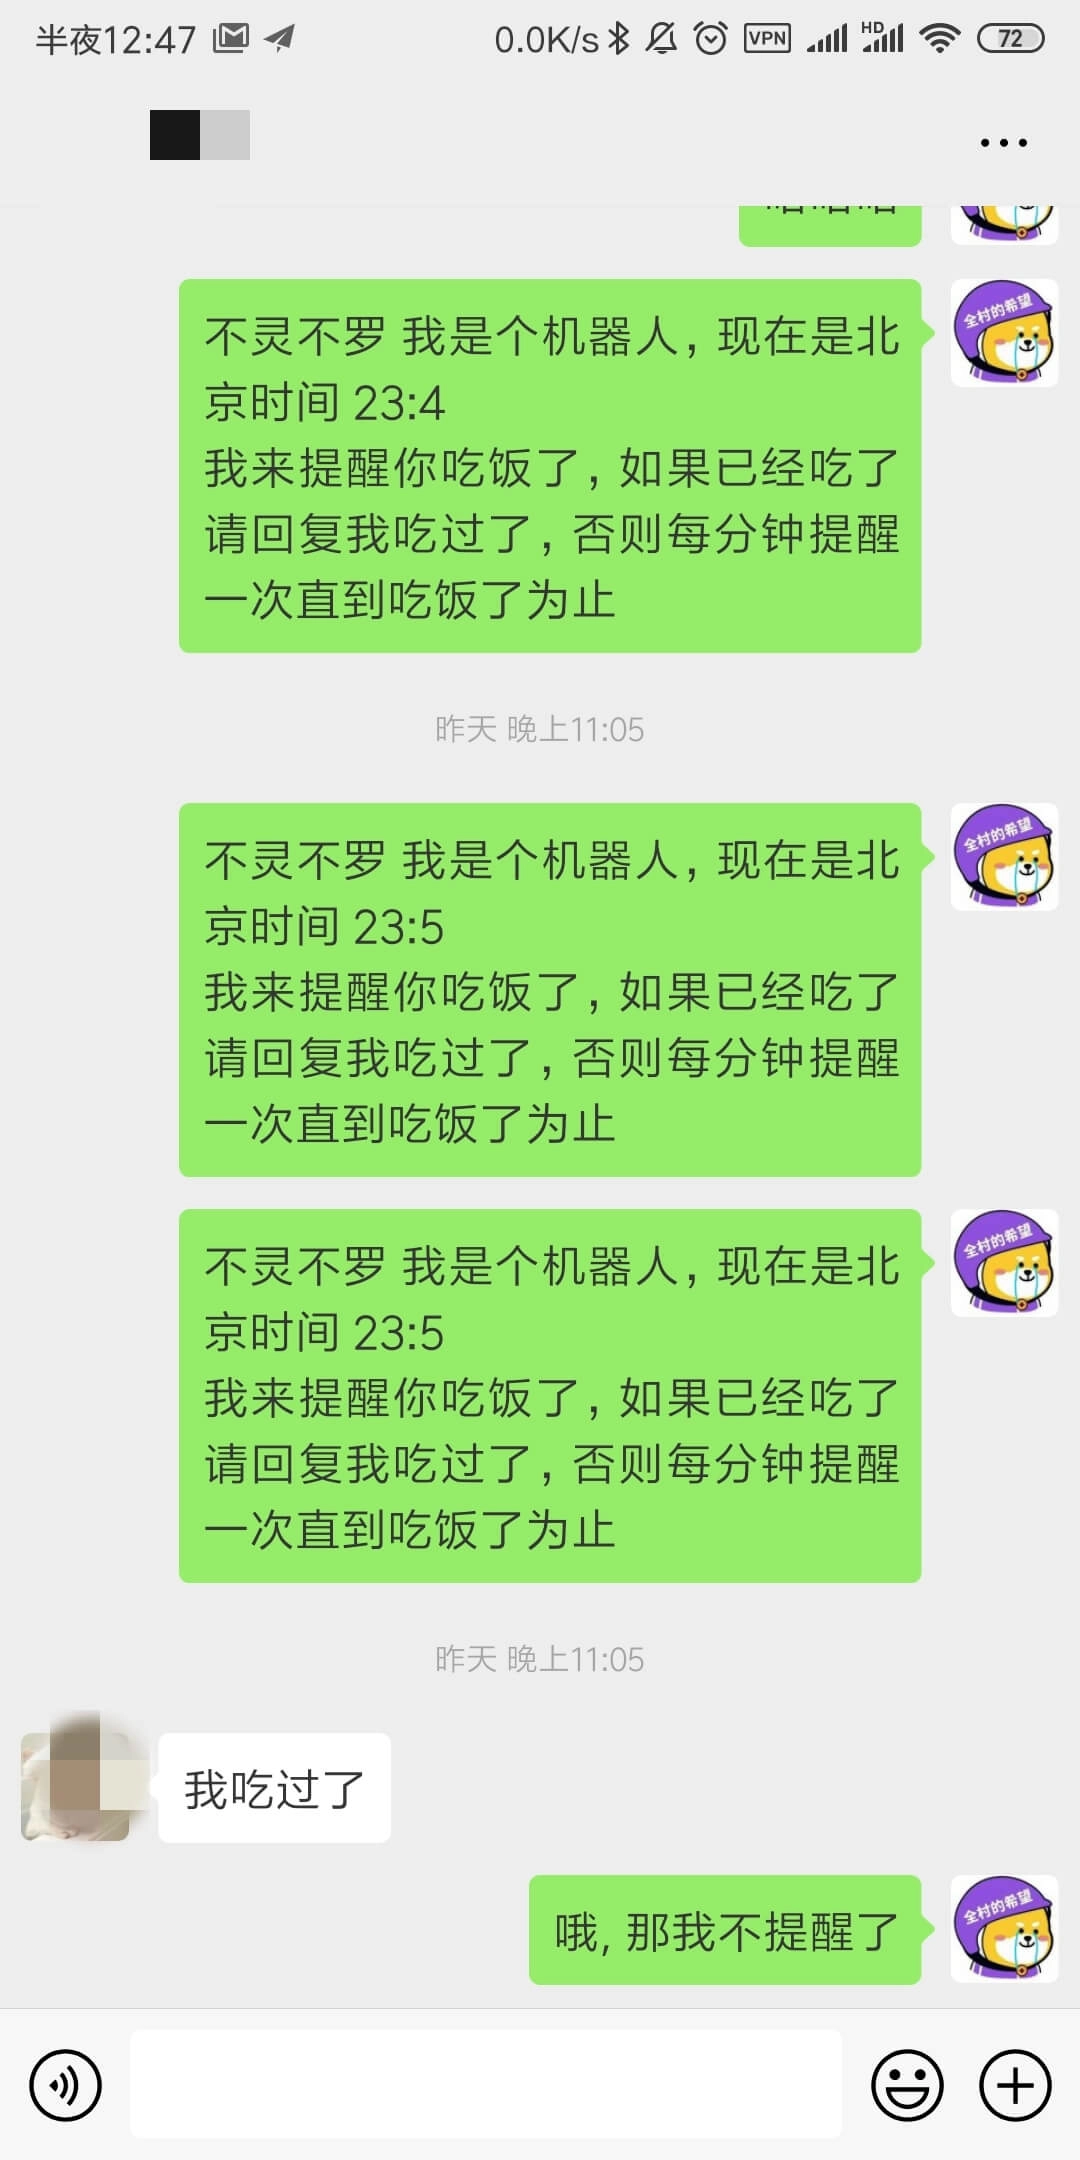 半夜12:47
0.0K/s
VPN
HD
72
全村的希望
不灵不罗 我是个机器人，现在是北
京时间 23:4
我来提醒你吃饭了，如果已经吃了
请回复我吃过了，否则每分钟提醒
一次直到吃饭了为止
昨天 晚上11:05
全村的希望
不灵不罗 我是个机器人，现在是北
京时间 23:5
我来提醒你吃饭了，如果已经吃了
请回复我吃过了，否则每分钟提醒
一次直到吃饭了为止
全村的希望
不灵不罗 我是个机器人，现在是北
京时间 23:5
我来提醒你吃饭了，如果已经吃了
请回复我吃过了，否则每分钟提醒
一次直到吃饭了为止
昨天 晚上11:05
我吃过了
全村的希望
哦, 那我不提醒了